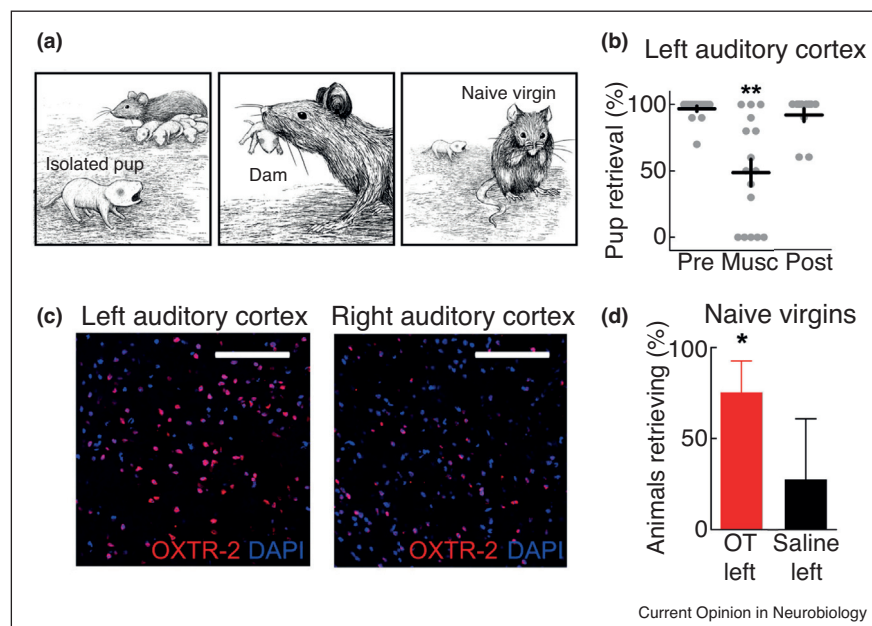 (a)
Isolated pup
Dam
Naive virgin
(b)
Left auditory cortex
Pup retrieval (%)
100
50
0
**
Pre Musc Post
(c)
Left auditory cortex
Right auditory cortex
OXTR-2 DAPI
OXTR-2 DAPI
(d)
Naive virgins
Animals retrieving (%)
100
50
0
*
OT left
Saline left
Current Opinion in Neurobiology